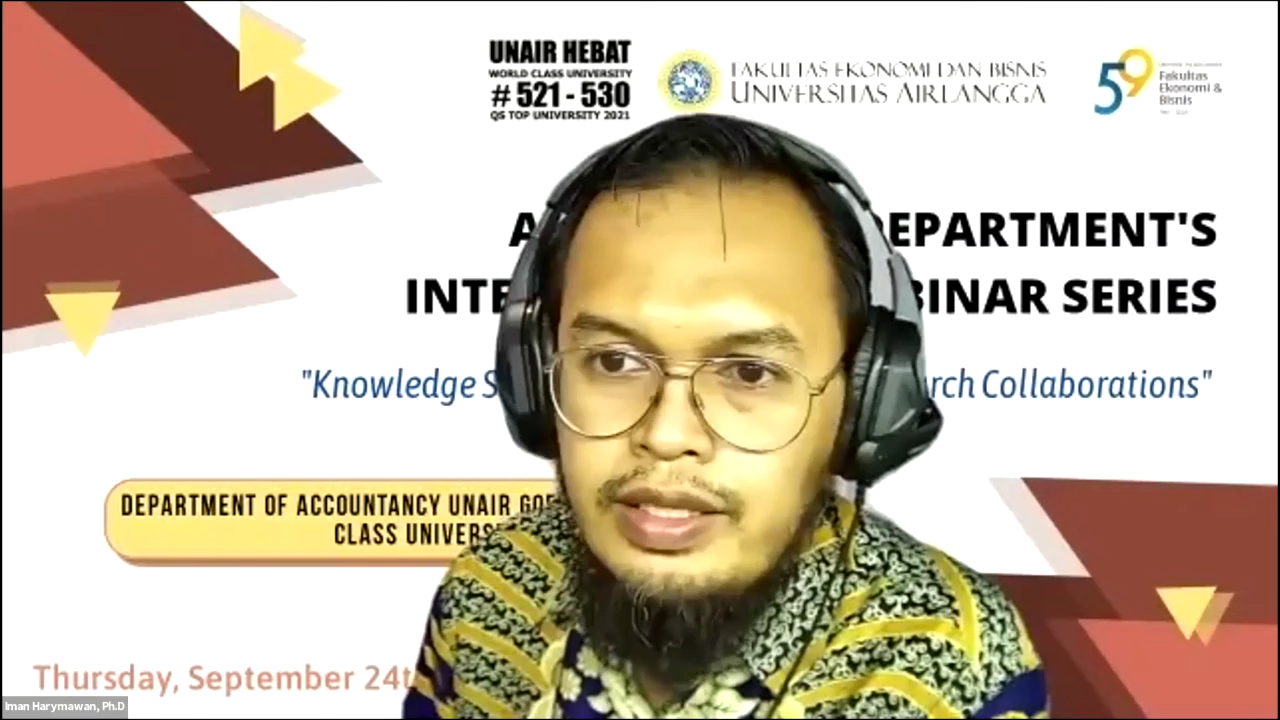 UNAIR HEBAT
WORLD CLASS UNIVERSITY
# 521 - 530
QS TOP UNIVERSITY 2021
FAKULTAS EKONOMI DAN BISNIS
UNIVERSITAS AIRLANGGA
59
Fakultas
Ekonomi &
Bisnis
A EPARTMENT'S
INTE BINAR SERIES
"Knowledge S rch Collaborations"
DEPARTMENT OF ACCOUNTANCY UNAIR GOE
CLASS UNIVERS
Thursday, September 24t
Iman Harymawan, Ph.D